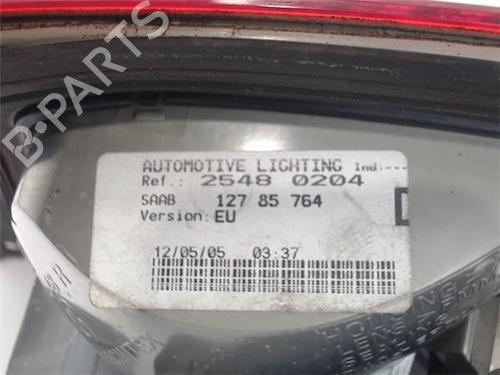 AUTOMOTIVE LIGHTING Ind:---
Ref.: 2548 0204
SAAB 127 85 764
Version: EU
12/05/05 03:37
B-PARTS